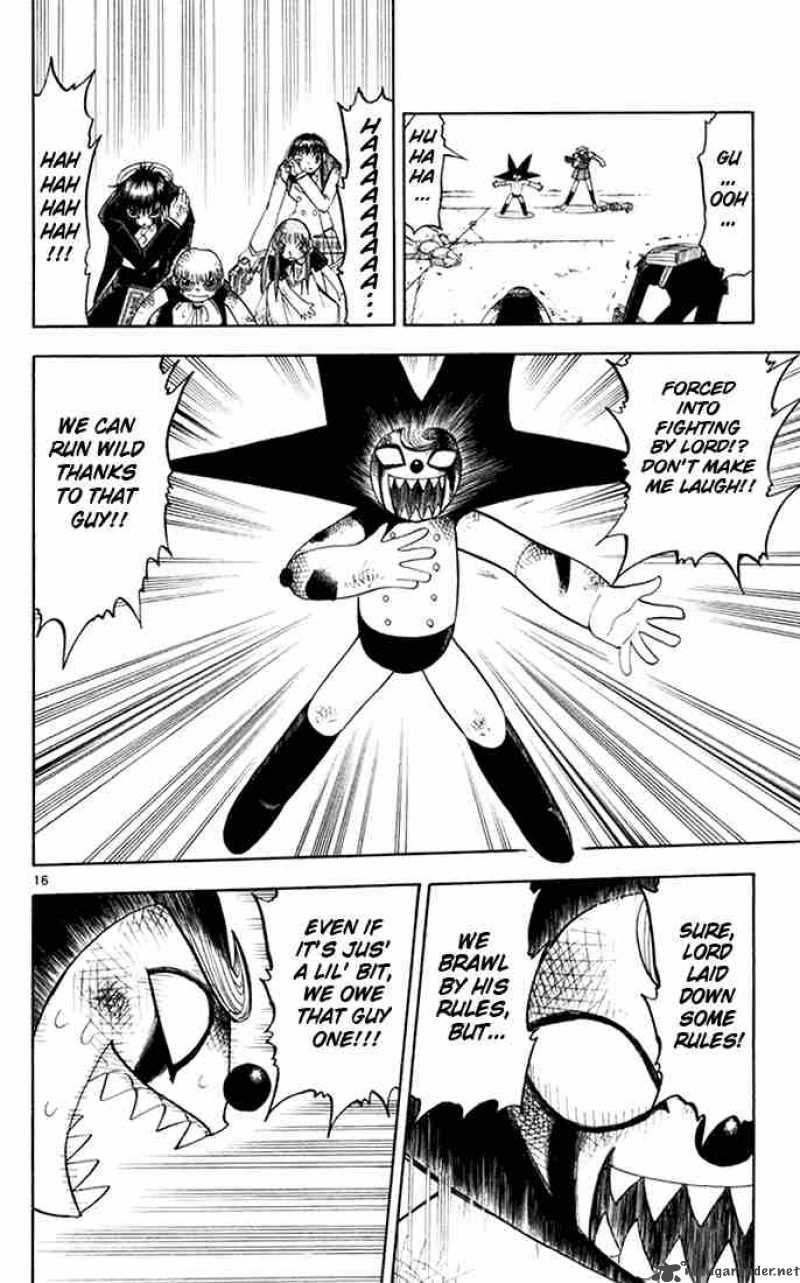 GU
...
OOH
...
HU
HA
HA
...
HAAAAAAAAA...
HAH
HAH
HAH
HAH
!!!
FORCED
INTO
FIGHTING
BY LORD!?
DON'T MAKE
ME LAUGH!!
WE CAN
RUN WILD
THANKS
TO THAT
GUY!!
16
SURE,
LORD
LAID
DOWN
SOME
RULES!
WE
BRAWL
BY HIS
RULES,
BUT...
EVEN IF
IT'S JUS'
A LIL' BIT,
WE OWE
THAT GUY
ONE!!!